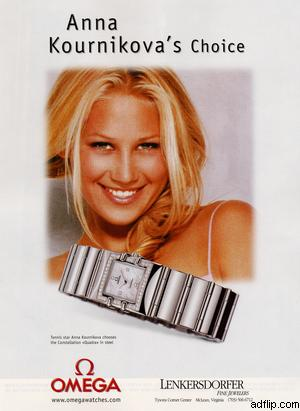 Anna
Kournikova's Choice
Tennis star Anna Kournikova chooses
the Constellation «Quadra» in steel
Ω
OMEGA
www.omegawatches.com
LENKERSDORFER
FINE JEWELERS
Tysons Corner Center McLean, Virginia
adflip.com